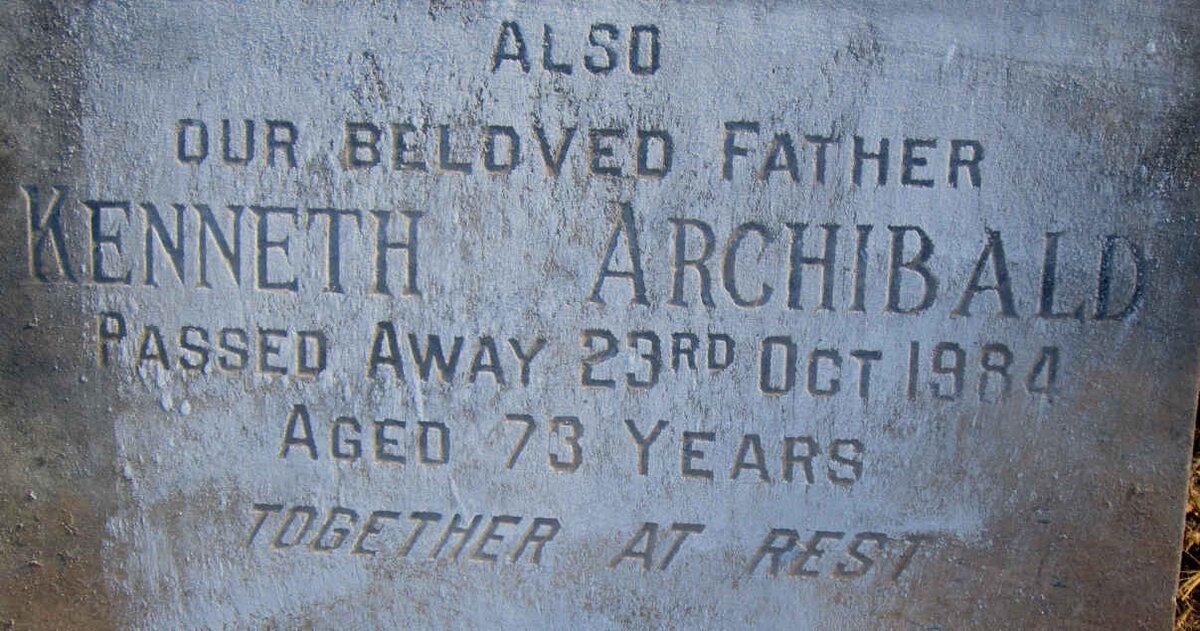 ALSO
OUR BELOVED FATHER
KENNETH ARCHIBALD
PASSED AWAY 23RD OCT 1984
AGED 73 YEARS
TOGETHER AT REST